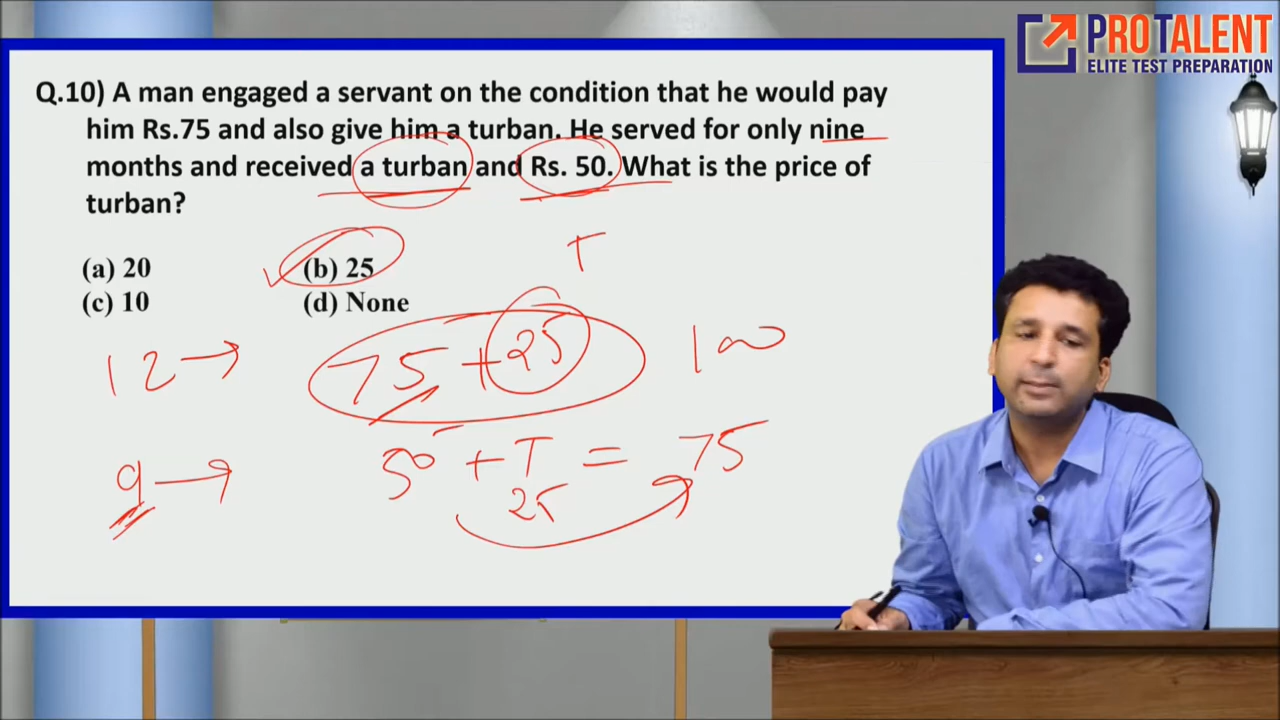 PROTALENT
ELITE TEST PREPARATION
Q.10) A man engaged a servant on the condition that he would pay
him Rs.75 and also give him a turban. He served for only nine
months and received a turban and Rs. 50. What is the price of
turban?
(a) 20 (b) 25
(c) 10 (d) None
T
12 → 75 + 25 100
9 → 50 + T = 75
25